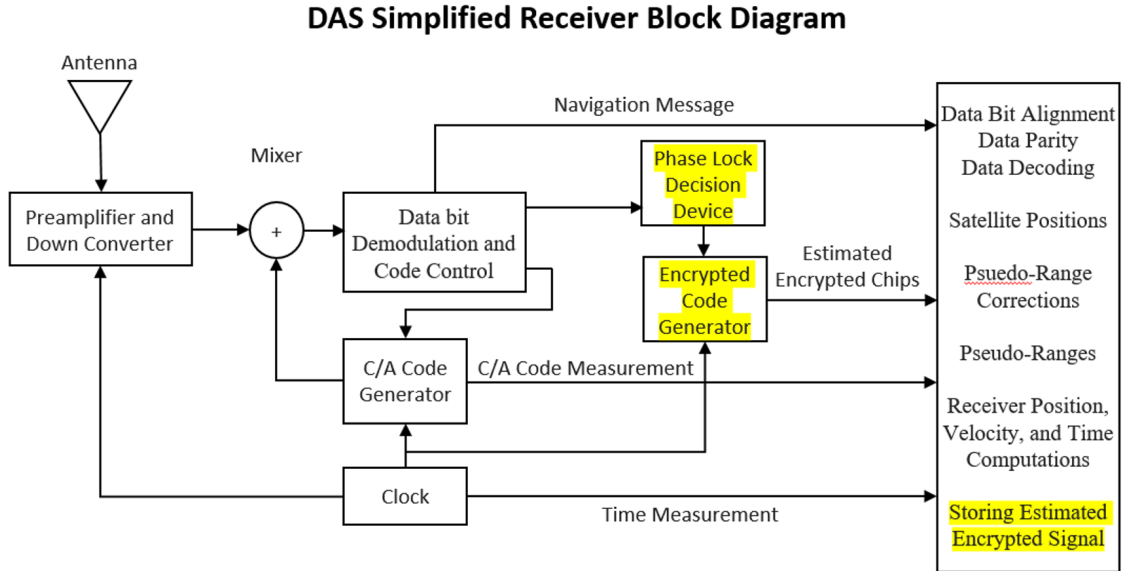 DAS Simplified Receiver Block Diagram
Antenna
Navigation Message
Mixer
Preamplifier and
Down Converter
+
Data bit
Demodulation and
Code Control
Phase Lock
Decision
Device
Encrypted
Code
Generator
Estimated
Encrypted Chips
C/A Code
Generator
C/A Code Measurement
Clock
Time Measurement
Data Bit Alignment
Data Parity
Data Decoding
Satellite Positions
Psuedo-Range
Corrections
Pseudo-Ranges
Receiver Position,
Velocity, and Time
Computations
Storing Estimated
Encrypted Signal